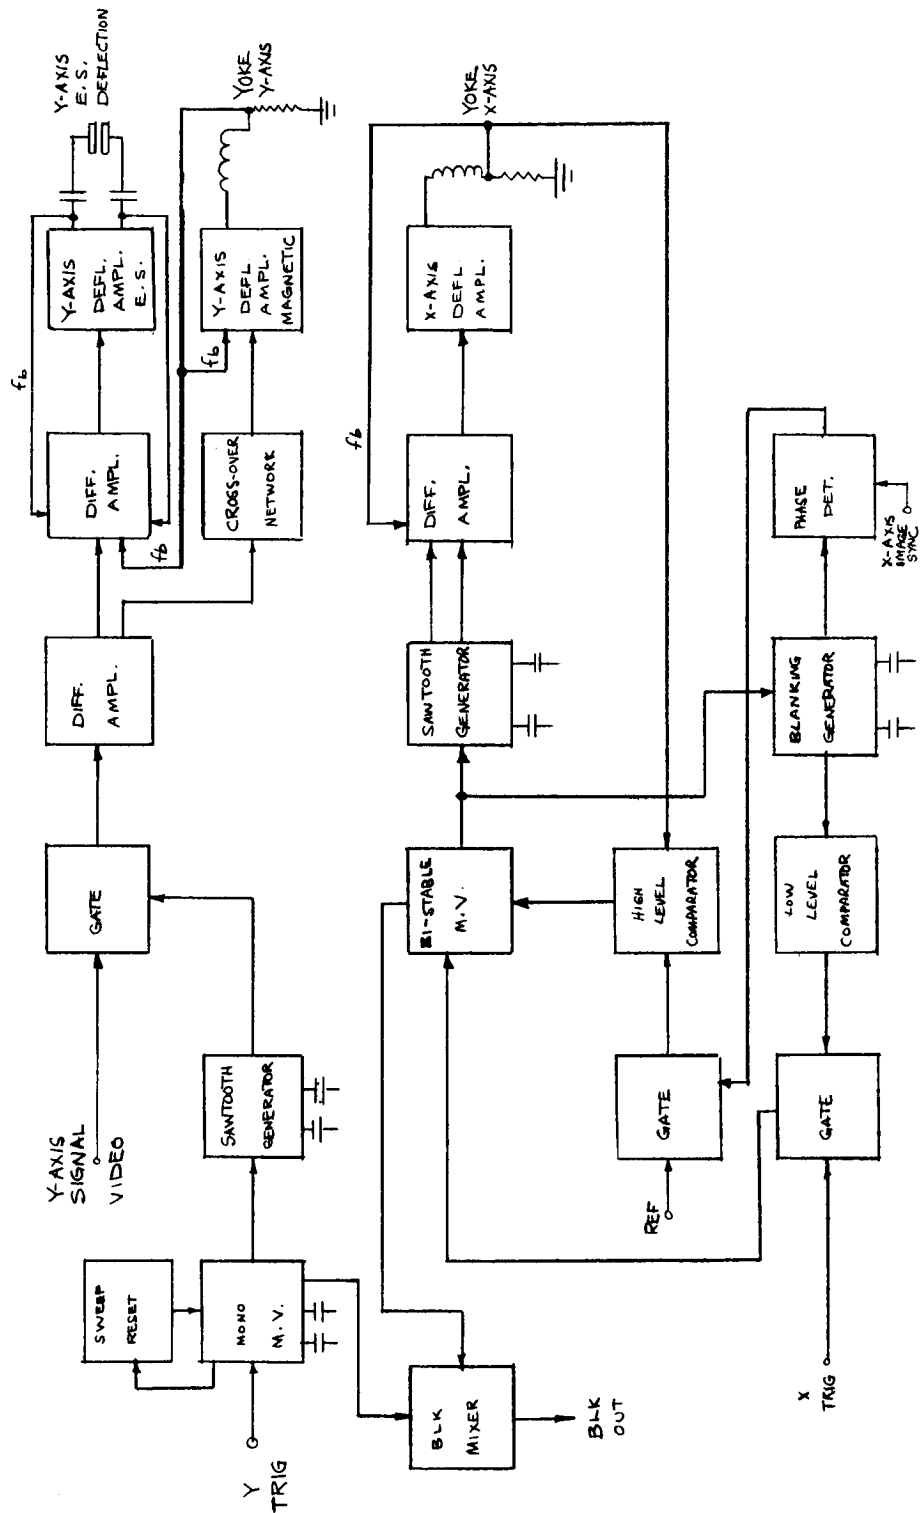 Y-AXIS
E. S.
DEFLECTION
Y-AXIS
DEFL.
AMPL.
E. S.
fb
DIFF.
AMPL.
fb
DIFF.
AMPL.
GATE
Y-AXIS
SIGNAL
VIDEO
YOKE
Y-AXIS
Y-AXIS
DEFL.
AMPL.
MAGNETIC
fb
CROSS-OVER
NETWORK
SAWTOOTH
GENERATOR
SWEEP
RESET
MONO
M.V.
Y
TRIG
YOKE
X-AXIS
X-AXIS
DEFL.
AMPL.
fb
DIFF.
AMPL.
SAWTOOTH
GENERATOR
BI-STABLE
M.V.
BLK
MIXER
BLK
OUT
HIGH
LEVEL
COMPARATOR
GATE
REF
PHASE
DET.
X-AXIS
IMAGE
SYNC
BLANKING
GENERATOR
LOW
LEVEL
COMPARATOR
GATE
X
TRIG